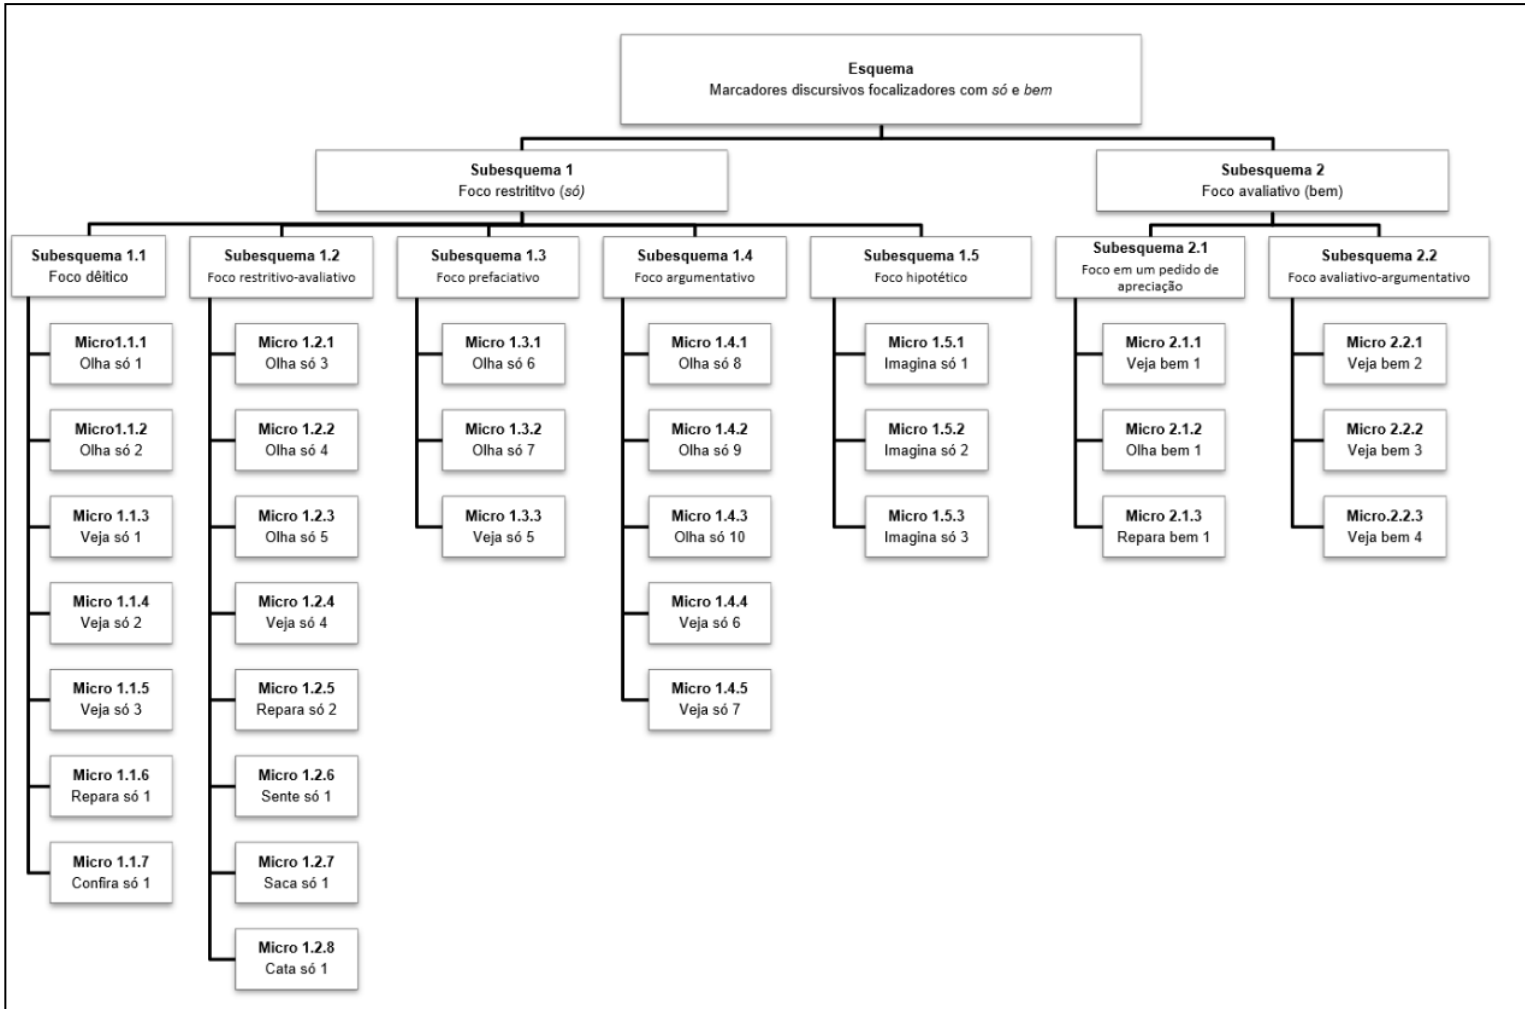 Esquema
Marcadores discursivos focalizadores com só e bem
Subesquema 1
Foco restrititvo (só)
Subesquema 2
Foco avaliativo (bem)
Subesquema 1.1
Foco dêitico
Subesquema 1.2
Foco restritivo-avaliativo
Subesquema 1.3
Foco prefaciativo
Subesquema 1.4
Foco argumentativo
Subesquema 1.5
Foco hipotético
Subesquema 2.1
Foco em um pedido de
apreciação
Subesquema 2.2
Foco avaliativo-argumentativo
Micro1.1.1
Olha só 1
Micro1.1.2
Olha só 2
Micro 1.1.3
Veja só 1
Micro 1.1.4
Veja só 2
Micro 1.1.5
Veja só 3
Micro 1.1.6
Repara só 1
Micro 1.1.7
Confira só 1
Micro 1.2.1
Olha só 3
Micro 1.2.2
Olha só 4
Micro 1.2.3
Olha só 5
Micro 1.2.4
Veja só 4
Micro 1.2.5
Repara só 2
Micro 1.2.6
Sente só 1
Micro 1.2.7
Saca só 1
Micro 1.2.8
Cata só 1
Micro 1.3.1
Olha só 6
Micro 1.3.2
Olha só 7
Micro 1.3.3
Veja só 5
Micro 1.4.1
Olha só 8
Micro 1.4.2
Olha só 9
Micro 1.4.3
Olha só 10
Micro 1.4.4
Veja só 6
Micro 1.4.5
Veja só 7
Micro 1.5.1
Imagina só 1
Micro 1.5.2
Imagina só 2
Micro 1.5.3
Imagina só 3
Micro 2.1.1
Veja bem 1
Micro 2.1.2
Olha bem 1
Micro 2.1.3
Repara bem 1
Micro 2.2.1
Veja bem 2
Micro 2.2.2
Veja bem 3
Micro.2.2.3
Veja bem 4